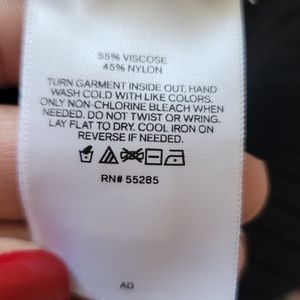 55% VISCOSE
45% NYLON
TURN GARMENT INSIDE OUT. HAND
WASH COLD WITH LIKE COLORS.
ONLY NON-CHLORINE BLEACH WHEN
NEEDED. DO NOT TWIST OR WRING.
LAY FLAT TO DRY. COOL IRON ON
REVERSE IF NEEDED.
RN# 55285
AD